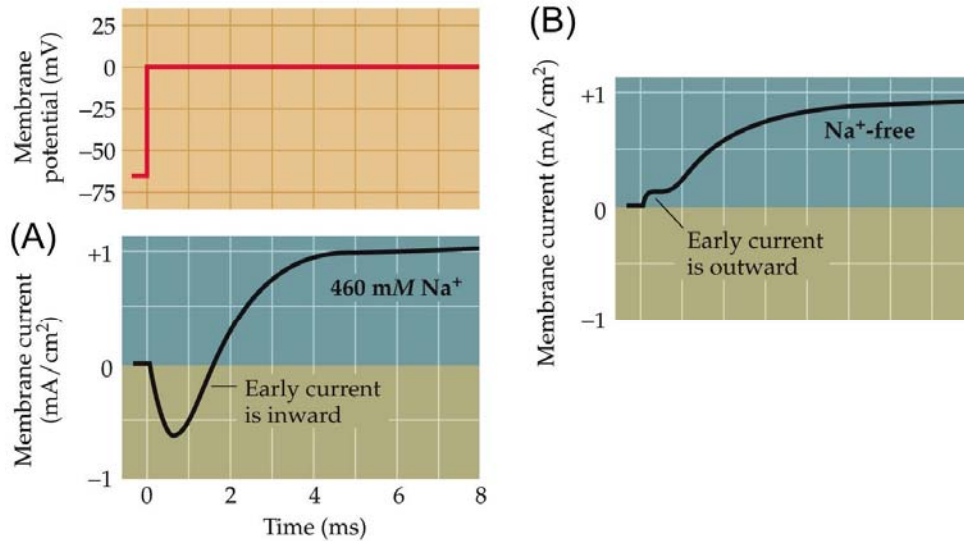 25
0
−25
−50
−75
Membrane
potential (mV)
(A)
+1
0
−1
Membrane current
(mA/cm²)
460 mM Na⁺
Early current
is inward
0 2 4 6 8
Time (ms)
(B)
+1
0
−1
Membrane current (mA/cm²)
Na⁺-free
Early current
is outward